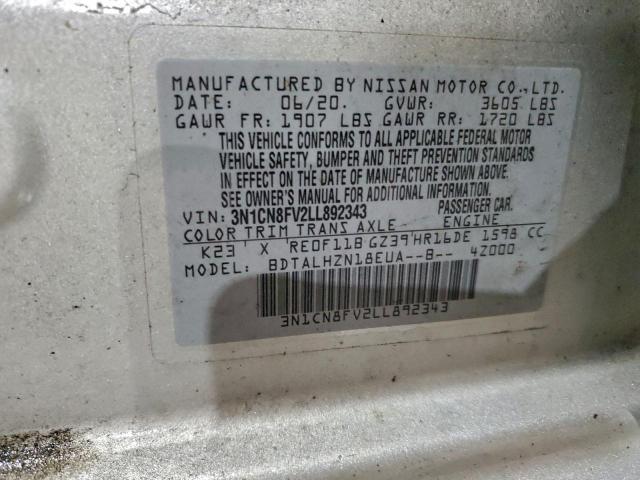 MANUFACTURED BY NISSAN MOTOR CO., LTD.
DATE: 06/20. GVWR: 3605 LBS
GAWR FR: 1907 LBS GAWR RR: 1720 LBS
THIS VEHICLE CONFORMS TO ALL APPLICABLE FEDERAL MOTOR
VEHICLE SAFETY, BUMPER AND THEFT PREVENTION STANDARDS
IN EFFECT ON THE DATE OF MANUFACTURE SHOWN ABOVE.
SEE OWNER'S MANUAL FOR ADDITIONAL INFORMATION.
VIN: 3N1CN8FV2LL892343 PASSENGER CAR.
COLOR TRIM TRANS AXLE ENGINE
K23 X RE0F11B GZ39 HR16DE 1598 CC
MODEL: BDTALHZN18EUA--B-- 4Z000
3N1CN8FV2LL892343